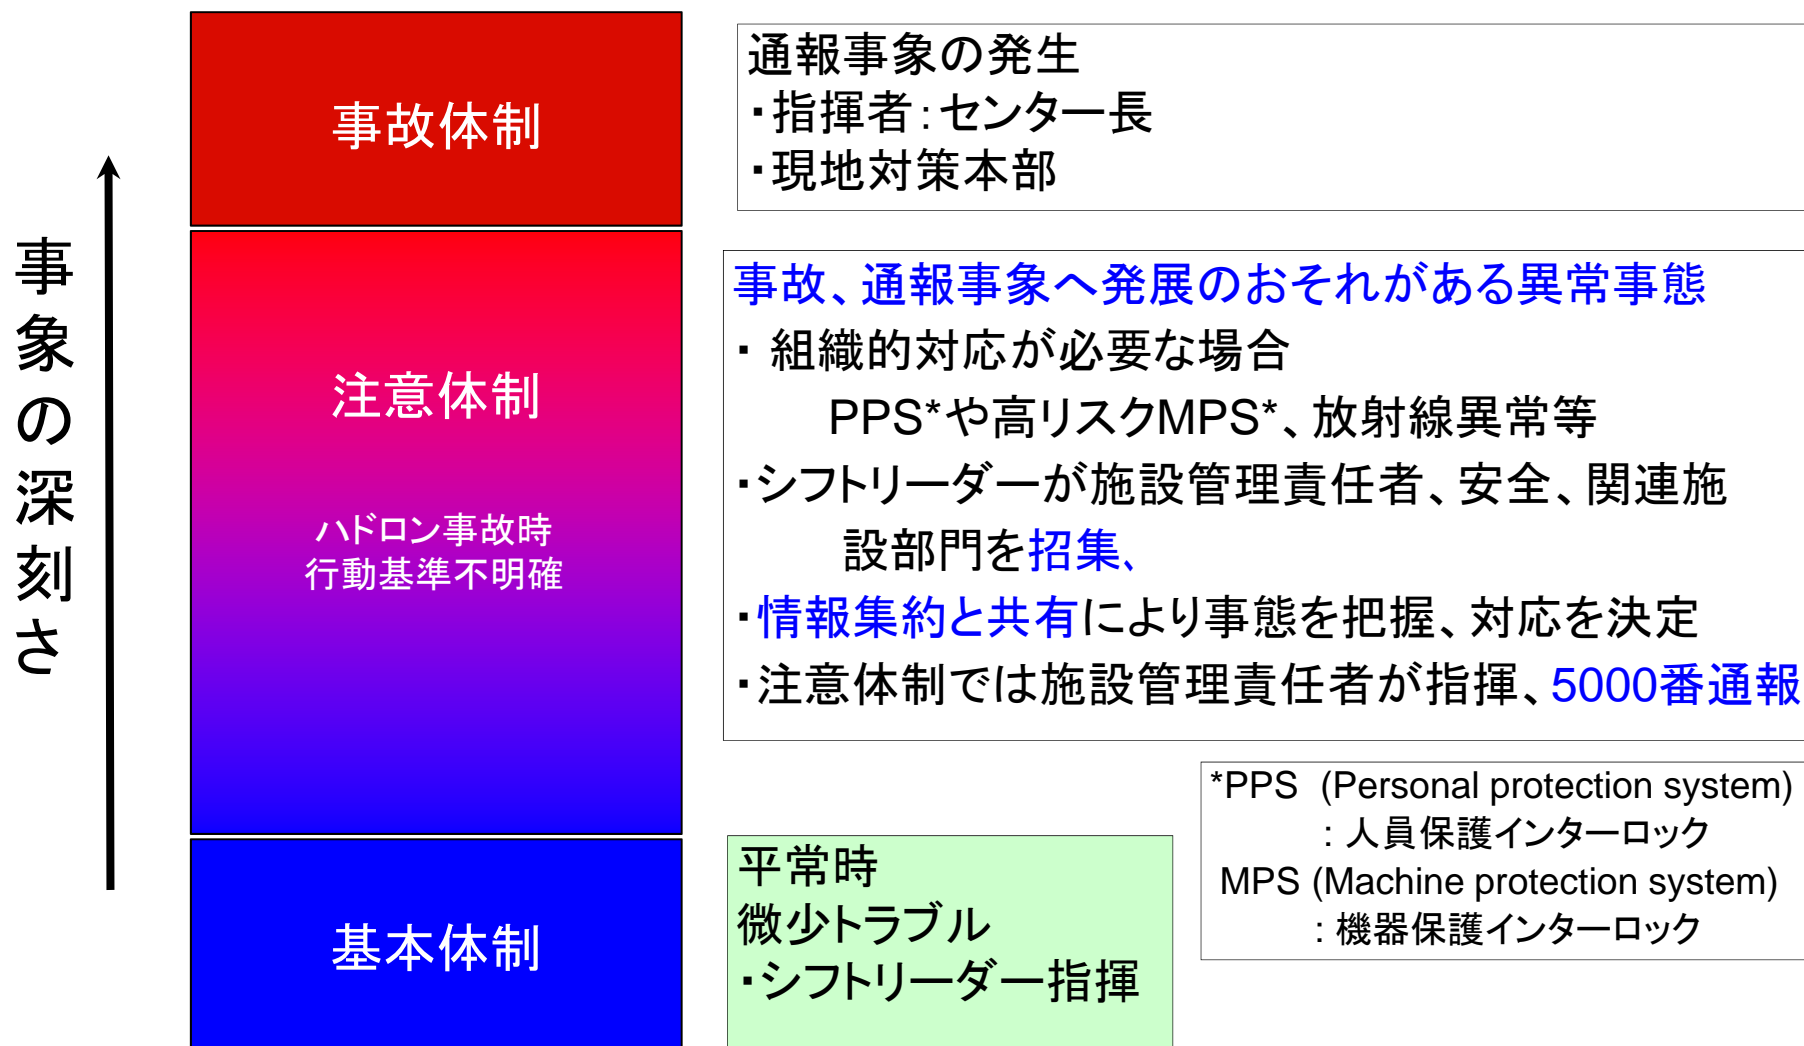 事象の深刻さ
事故体制
通報事象の発生
・指揮者：センター長
・現地対策本部
注意体制
ハドロン事故時
行動基準不明確
事故、通報事象へ発展のおそれがある異常事態
・ 組織的対応が必要な場合
PPS*や高リスクMPS*、放射線異常等
・シフトリーダーが施設管理責任者、安全、関連施
設部門を招集、
・情報集約と共有により事態を把握、対応を決定
・注意体制では施設管理責任者が指揮、5000番通報
基本体制
平常時
微少トラブル
・シフトリーダー指揮
*PPS (Personal protection system)
：人員保護インターロック
MPS (Machine protection system)
：機器保護インターロック